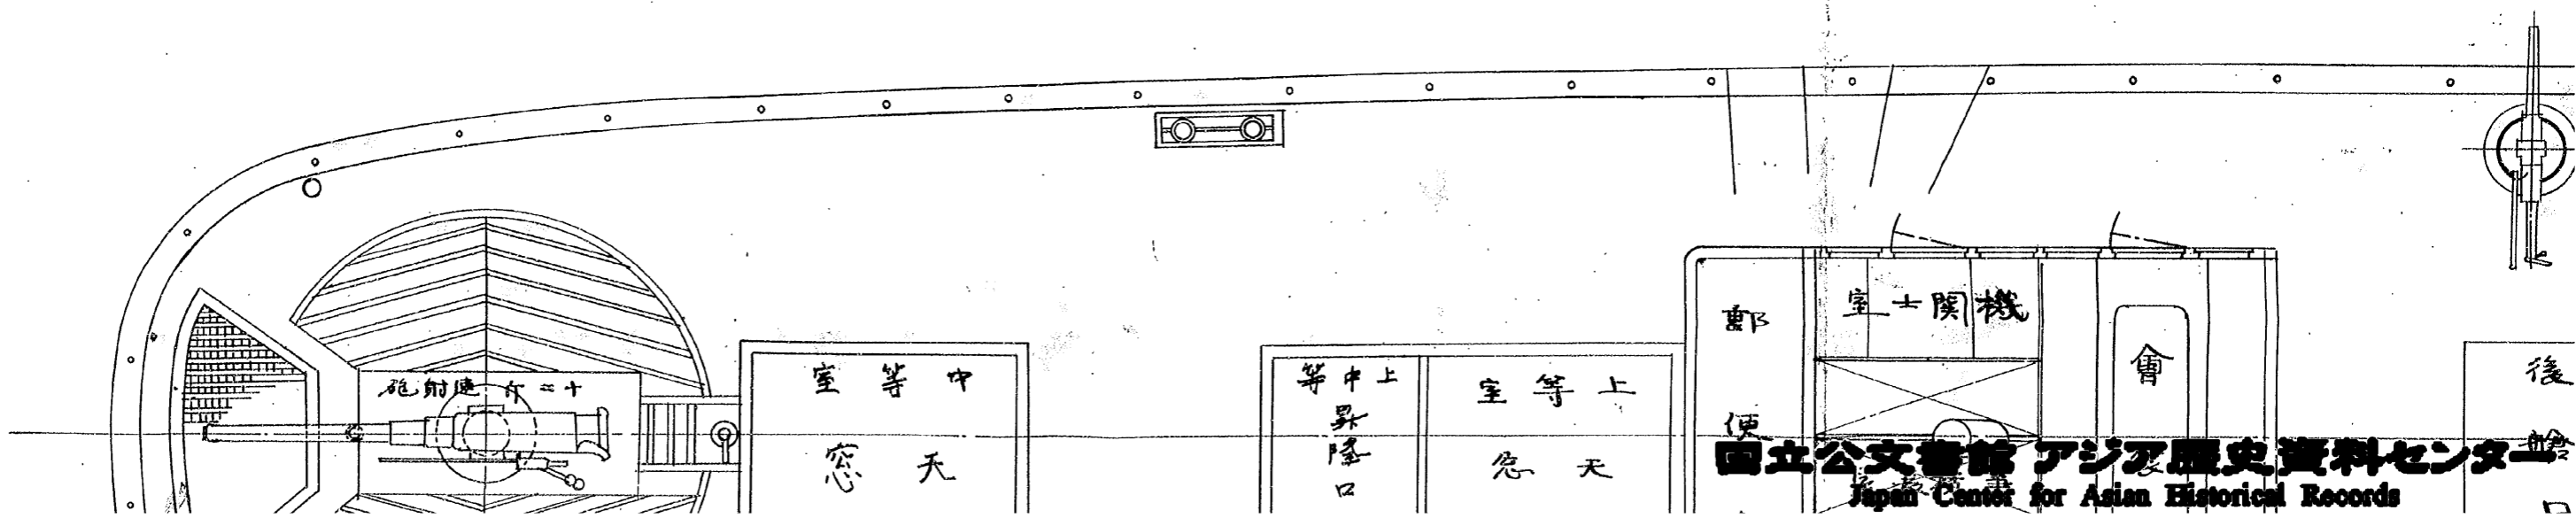 十二斤速射砲
中等室
天窓
上中等
昇降口
上等室
天窓
郵便
機関士室
會
後艙口
国立公文書館 アジア歴史資料センター
Japan Center for Asian Historical Records